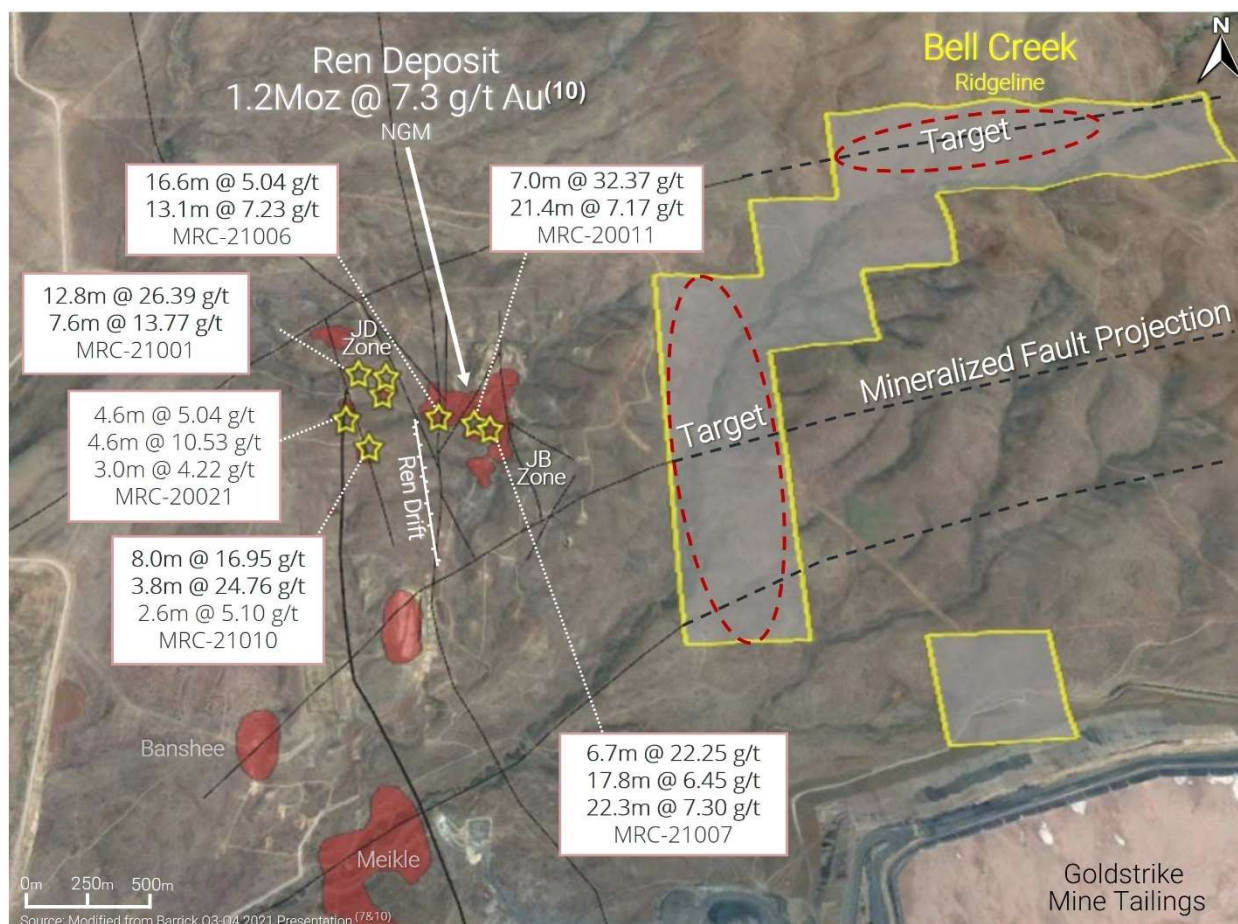 N
Ren Deposit
1.2Moz @ 7.3 g/t Au(10)
NGM
Bell Creek
Ridgeline
Target
16.6m @ 5.04 g/t
13.1m @ 7.23 g/t
MRC-21006
7.0m @ 32.37 g/t
21.4m @ 7.17 g/t
MRC-20011
12.8m @ 26.39 g/t
7.6m @ 13.77 g/t
MRC-21001
JD
Zone
Mineralized Fault Projection
Target
4.6m @ 5.04 g/t
4.6m @ 10.53 g/t
3.0m @ 4.22 g/t
MRC-20021
JB
Zone
Ren Drift
8.0m @ 16.95 g/t
3.8m @ 24.76 g/t
2.6m @ 5.10 g/t
MRC-21010
Banshee
6.7m @ 22.25 g/t
17.8m @ 6.45 g/t
22.3m @ 7.30 g/t
MRC-21007
Meikle
Goldstrike
Mine Tailings
0m 250m 500m
Source: Modified from Barrick Q3-Q4 2021 Presentation (7&10)